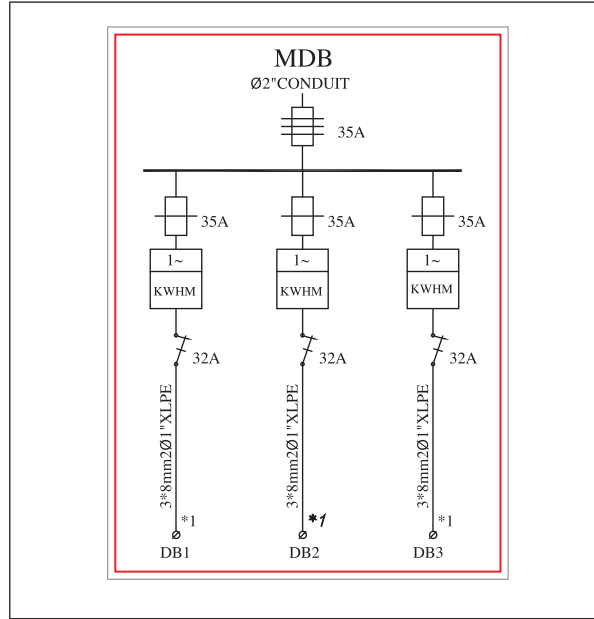 MDB
Ø2"CONDUIT
35A
35A 35A 35A
1~ 1~ 1~
KWHM KWHM KWHM
32A 32A 32A
3*8mm2Ø1"XLPE 3*8mm2Ø1"XLPE 3*8mm2Ø1"XLPE
*1 *1 *1
DB1 DB2 DB3